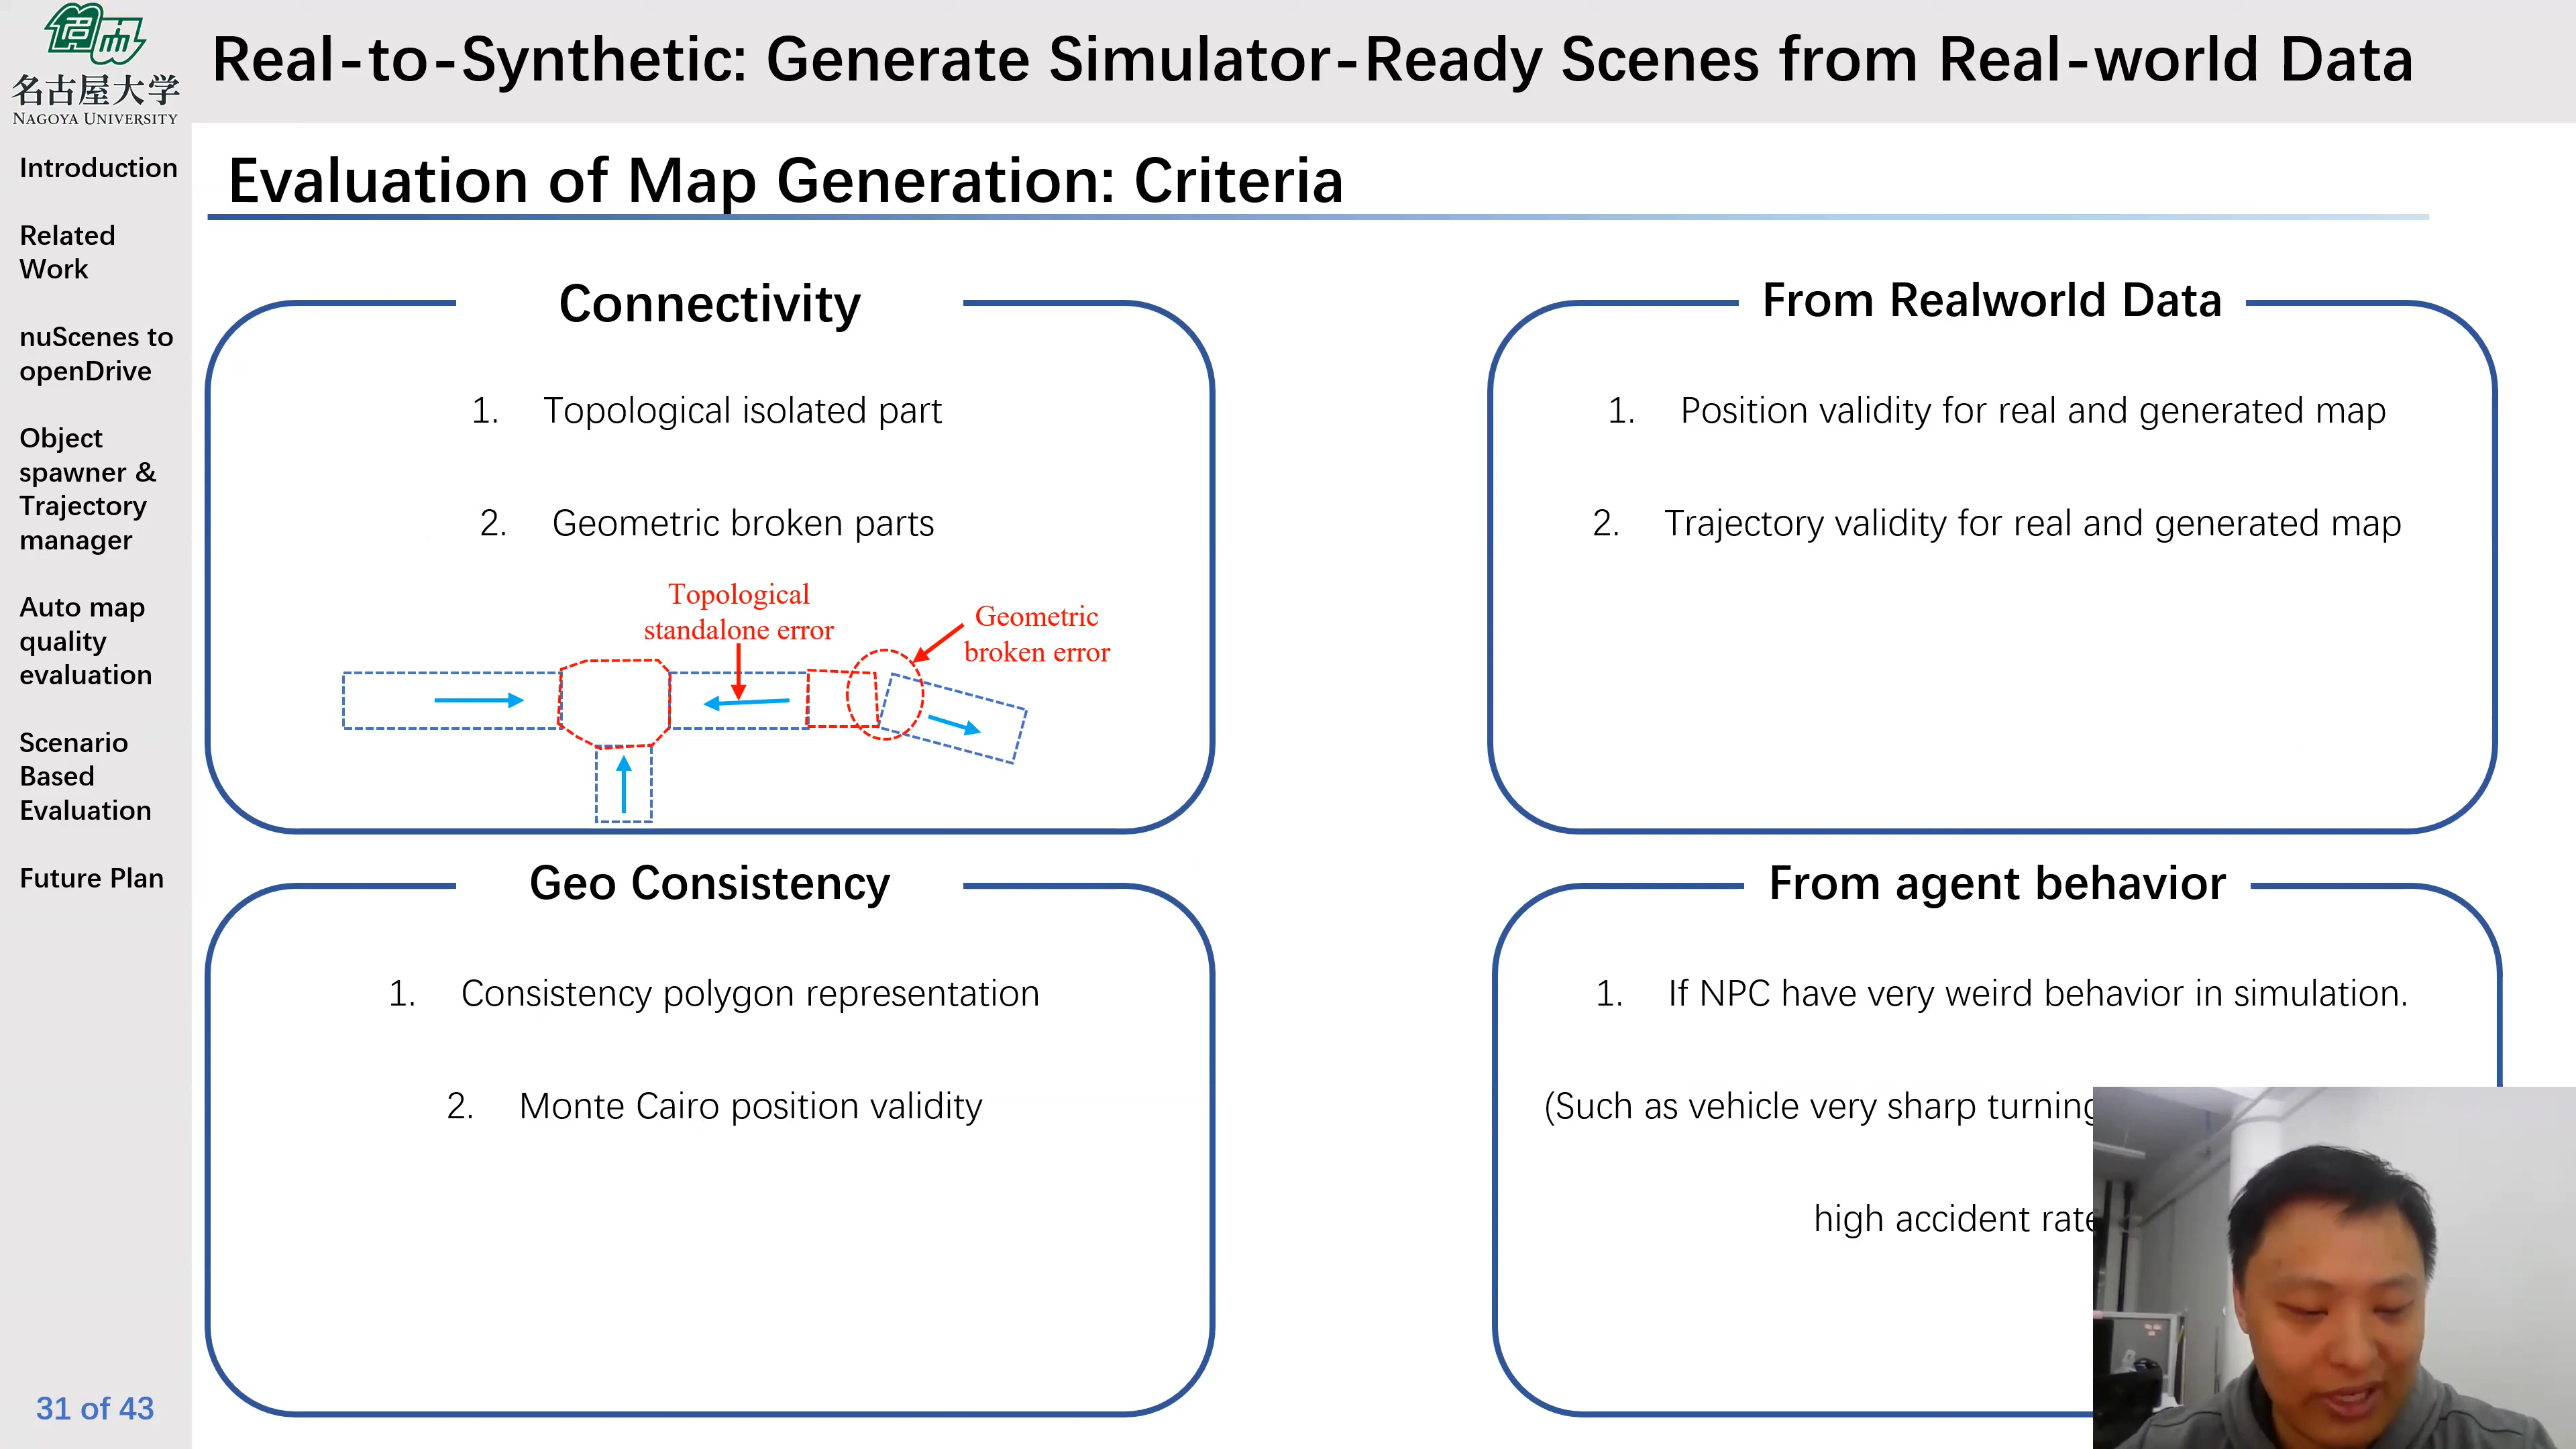 名古屋大学
NAGOYA UNIVERSITY
Real-to-Synthetic: Generate Simulator-Ready Scenes from Real-world Data
Introduction
Related
Work
nuScenes to
openDrive
Object
spawner &
Trajectory
manager
Auto map
quality
evaluation
Scenario
Based
Evaluation
Future Plan
31 of 43
Evaluation of Map Generation: Criteria
Connectivity
1. Topological isolated part
2. Geometric broken parts
Topological
standalone error
Geometric
broken error
From Realworld Data
1. Position validity for real and generated map
2. Trajectory validity for real and generated map
Geo Consistency
1. Consistency polygon representation
2. Monte Cairo position validity
From agent behavior
1. If NPC have very weird behavior in simulation.
(Such as vehicle very sharp turning
high accident rate